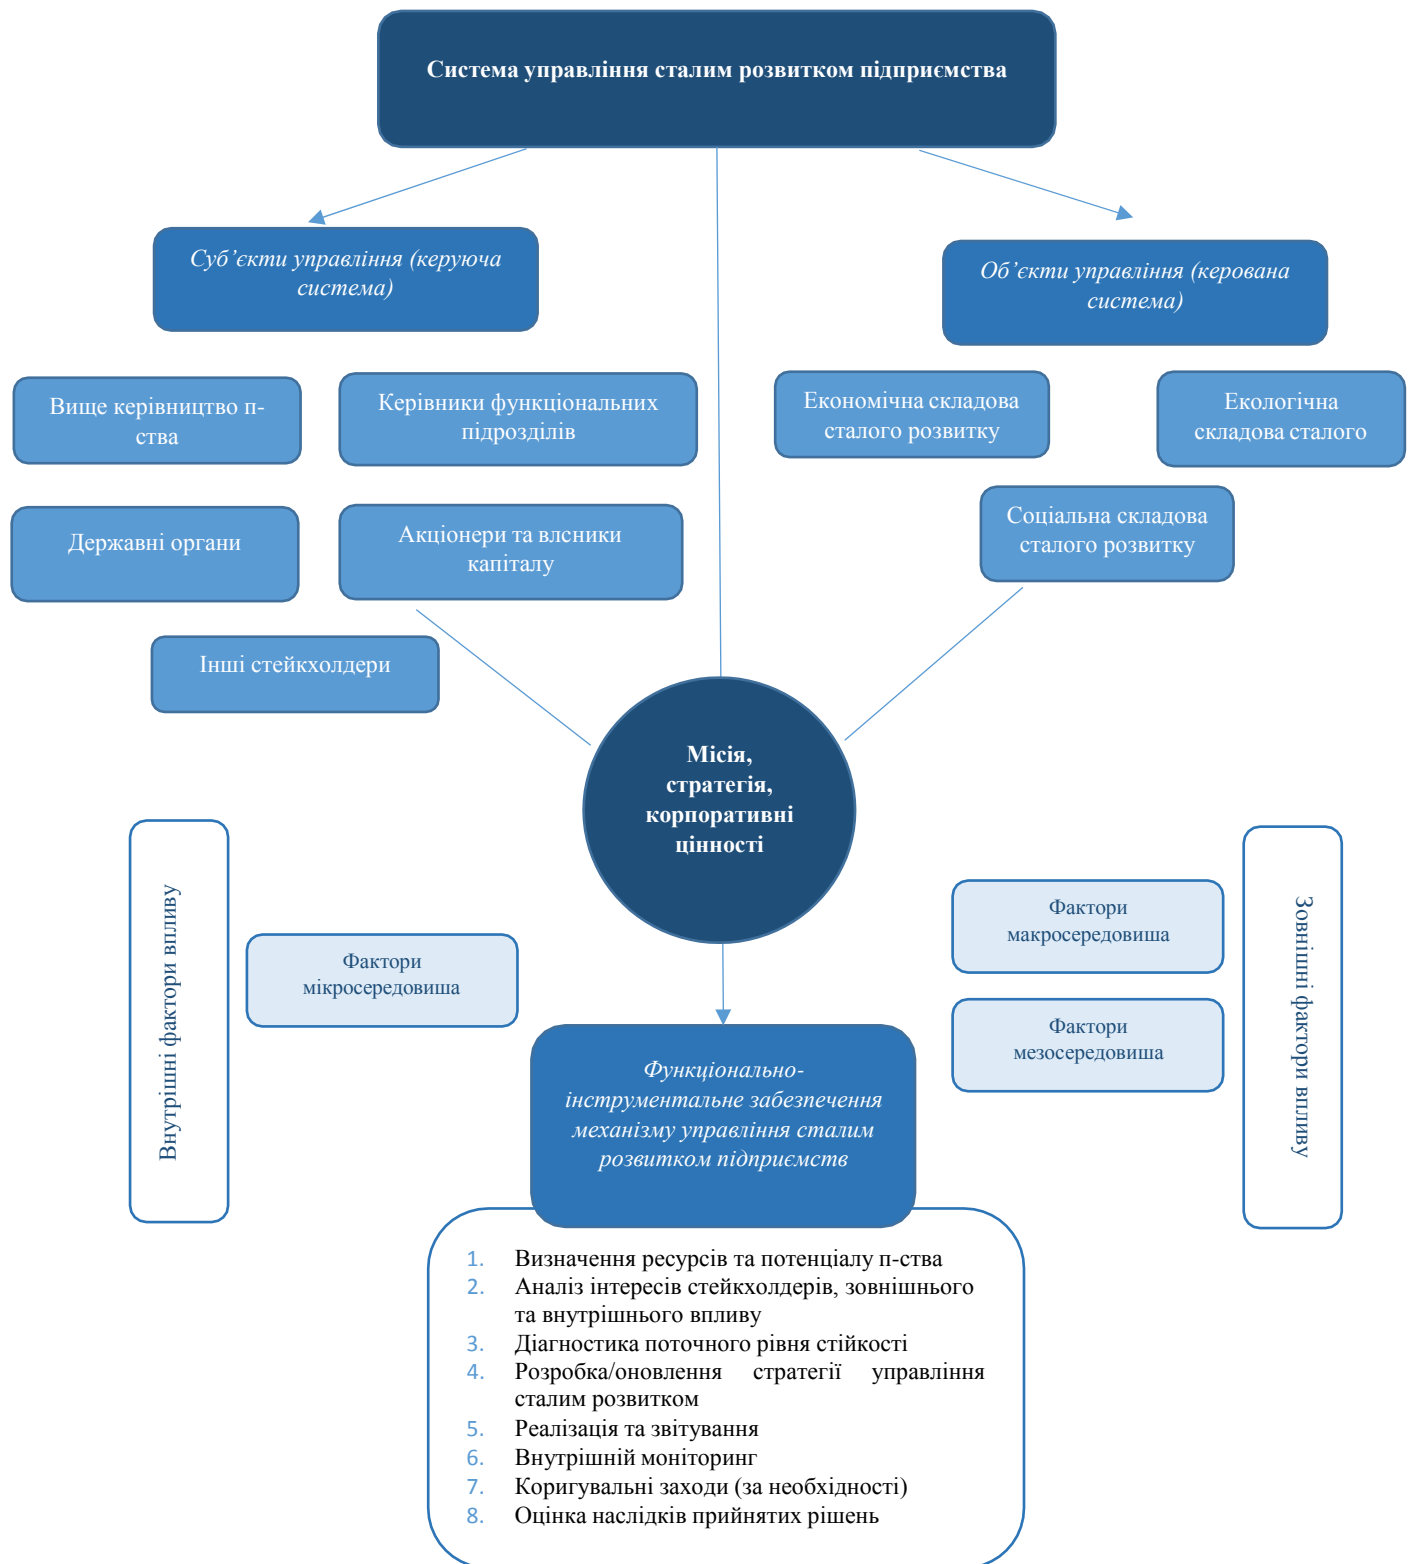 Система управління сталим розвитком підприємства
Суб’єкти управління (керуюча
система)
Об’єкти управління (керована
система)
Вище керівництво п-
ства
Керівники функціональних
підрозділів
Економічна складова
сталого розвитку
Екологічна
складова сталого
Державні органи
Акціонери та влсники
капіталу
Соціальна складова
сталого розвитку
Інші стейкхолдери
Місія,
стратегія,
корпоративні
цінності
Внутрішні фактори впливу
Фактори
мікросередовиша
Фактори
макросередовиша
Фактори
мезосередовиша
Зовнішні фактори впливу
Функціонально-
інструментальне забезпечення
механізму управління сталим
розвитком підприємств
1. Визначення ресурсів та потенціалу п-ства
2. Аналіз інтересів стейкхолдерів, зовнішнього
та внутрішнього впливу
3. Діагностика поточного рівня стійкості
4. Розробка/оновлення стратегії управління
сталим розвитком
5. Реалізація та звітування
6. Внутрішній моніторинг
7. Коригувальні заходи (за необхідності)
8. Оцінка наслідків прийнятих рішень